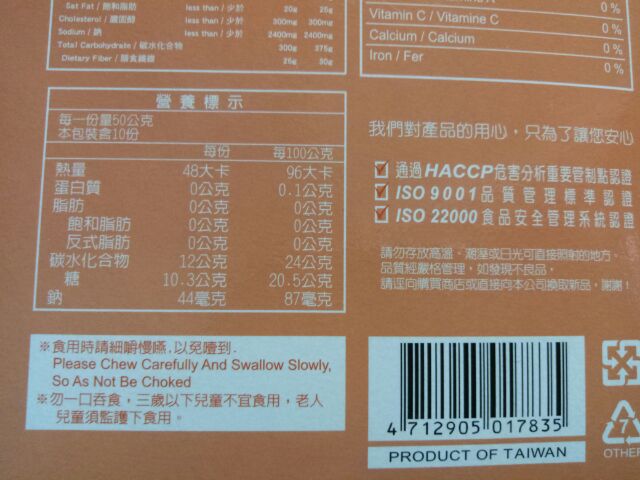 Sat Fat / 飽和脂肪 less than / 少於 20g 25g
Cholesterol / 膽固醇 less than / 少於 300mg 300mg
Sodium / 鈉 less than / 少於 2400mg 2400mg
Total Carbohydrate / 碳水化合物 300g 375g
Dietary Fiber / 膳食纖維 25g 30g
0 %
Vitamin C / Vitamine C 0 %
Calcium / Calcium 0 %
Iron / Fer 0 %
營養標示
每一份量50公克
本包裝含10份
每份 每100公克
熱量 48大卡 96大卡
蛋白質 0公克 0.1公克
脂肪 0公克 0公克
飽和脂肪 0公克 0公克
反式脂肪 0公克 0公克
碳水化合物 12公克 24公克
糖 10.3公克 20.5公克
鈉 44毫克 87毫克
※食用時請細嚼慢嚥,以免噎到.
Please Chew Carefully And Swallow Slowly,
So As Not Be Choked
※勿一口吞食，三歲以下兒童不宜食用，老人
兒童須監護下食用。
我們對產品的用心，只為了讓您安心
通過HACCP危害分析重要管制點認證
ISO 9001品質管理標準認證
ISO 22000食品安全管理系統認證
請勿存放高溫、潮溼或日光可直接照射的地方。
品質經嚴格管理，如發現不良品，
請逕向購買商店或直接向本公司換取新品，謝謝！
4 712905 017835
PRODUCT OF TAIWAN
7
OTHER